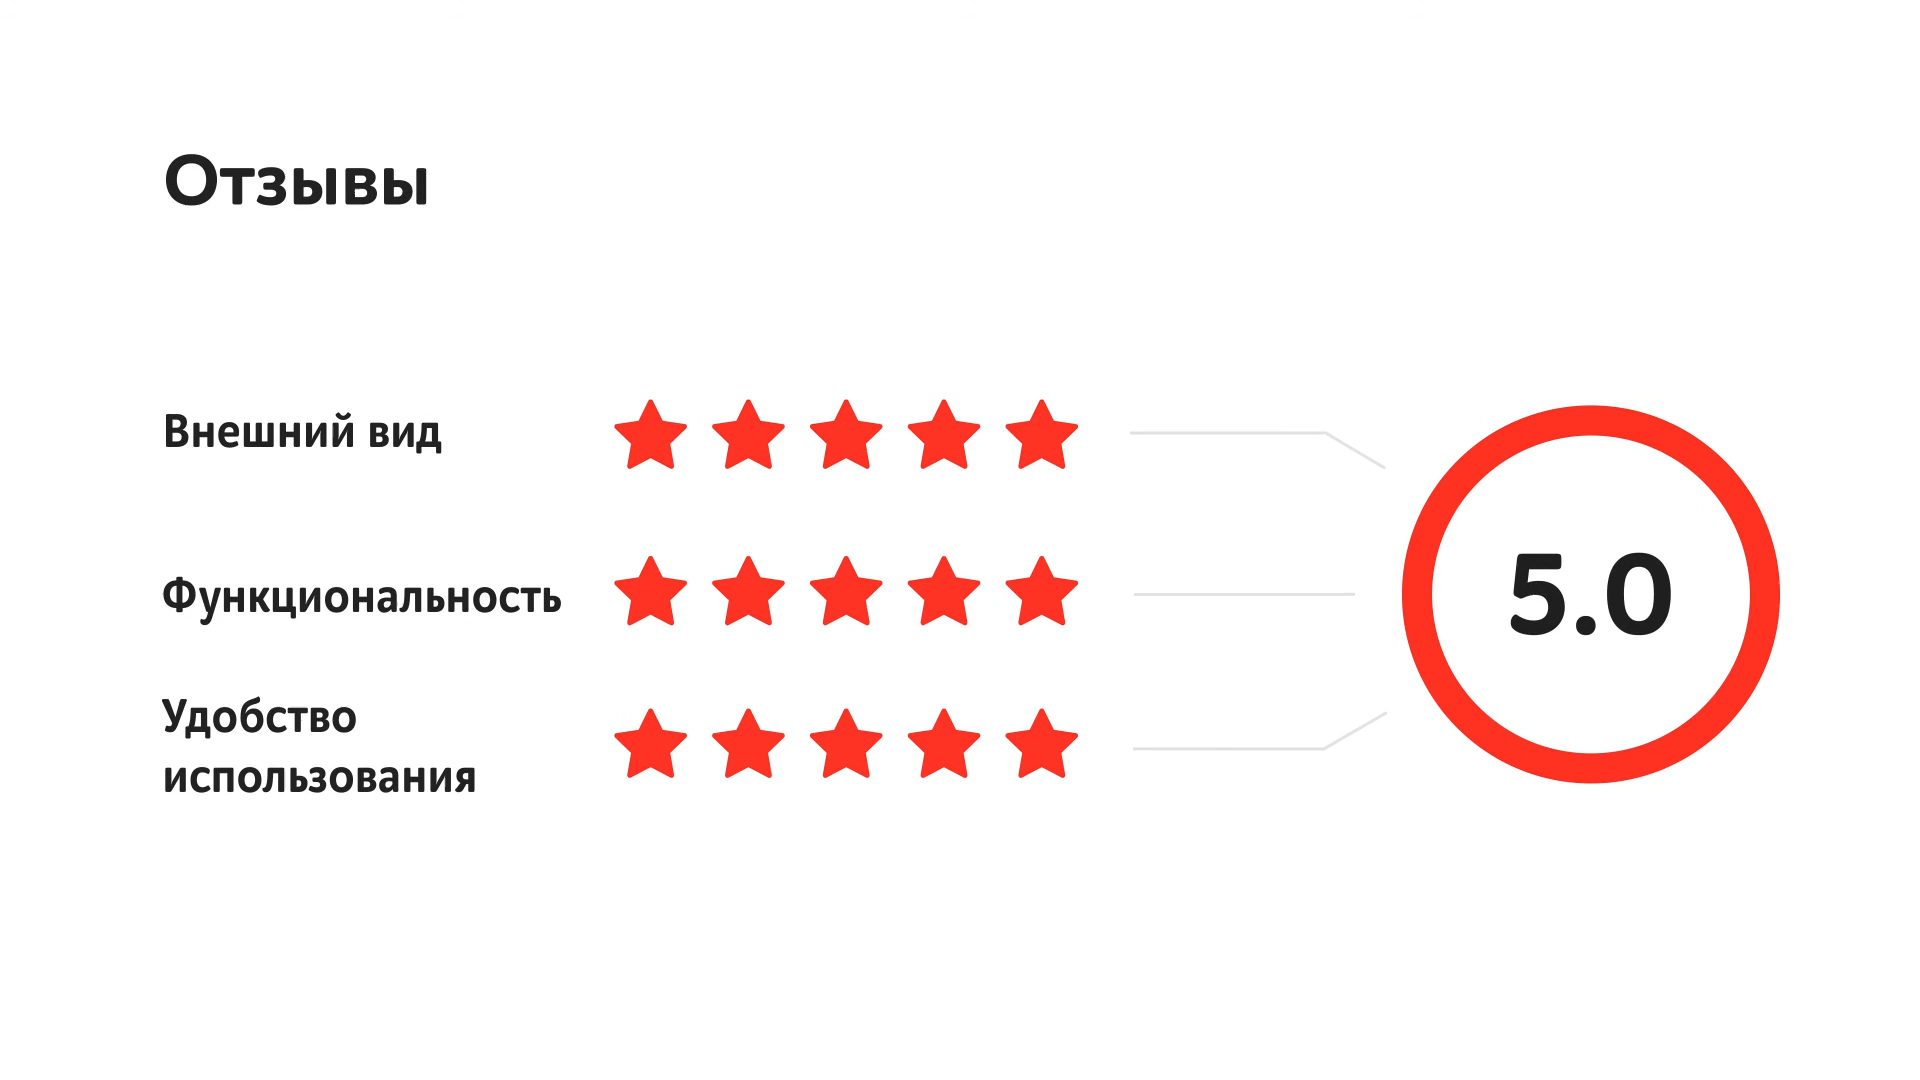 Отзывы
Внешний вид
Функциональность
Удобство
использования
5.0